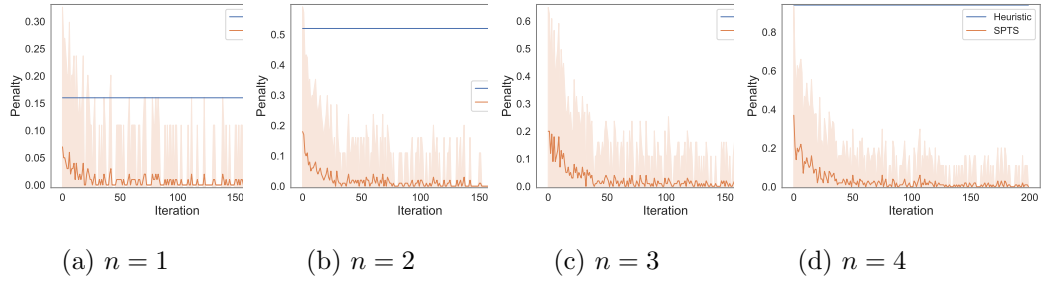 0.30
0.25
0.20
0.15
0.10
0.05
0.00
Penalty
0 50 100 150
Iteration
(a) n = 1
0.5
0.4
0.3
0.2
0.1
0.0
Penalty
0 50 100 150
Iteration
(b) n = 2
0.6
0.5
0.4
0.3
0.2
0.1
0.0
Penalty
0 50 100 150
Iteration
(c) n = 3
0.8
0.6
0.4
0.2
0.0
Penalty
Heuristic
SPTS
0 50 100 150 200
Iteration
(d) n = 4